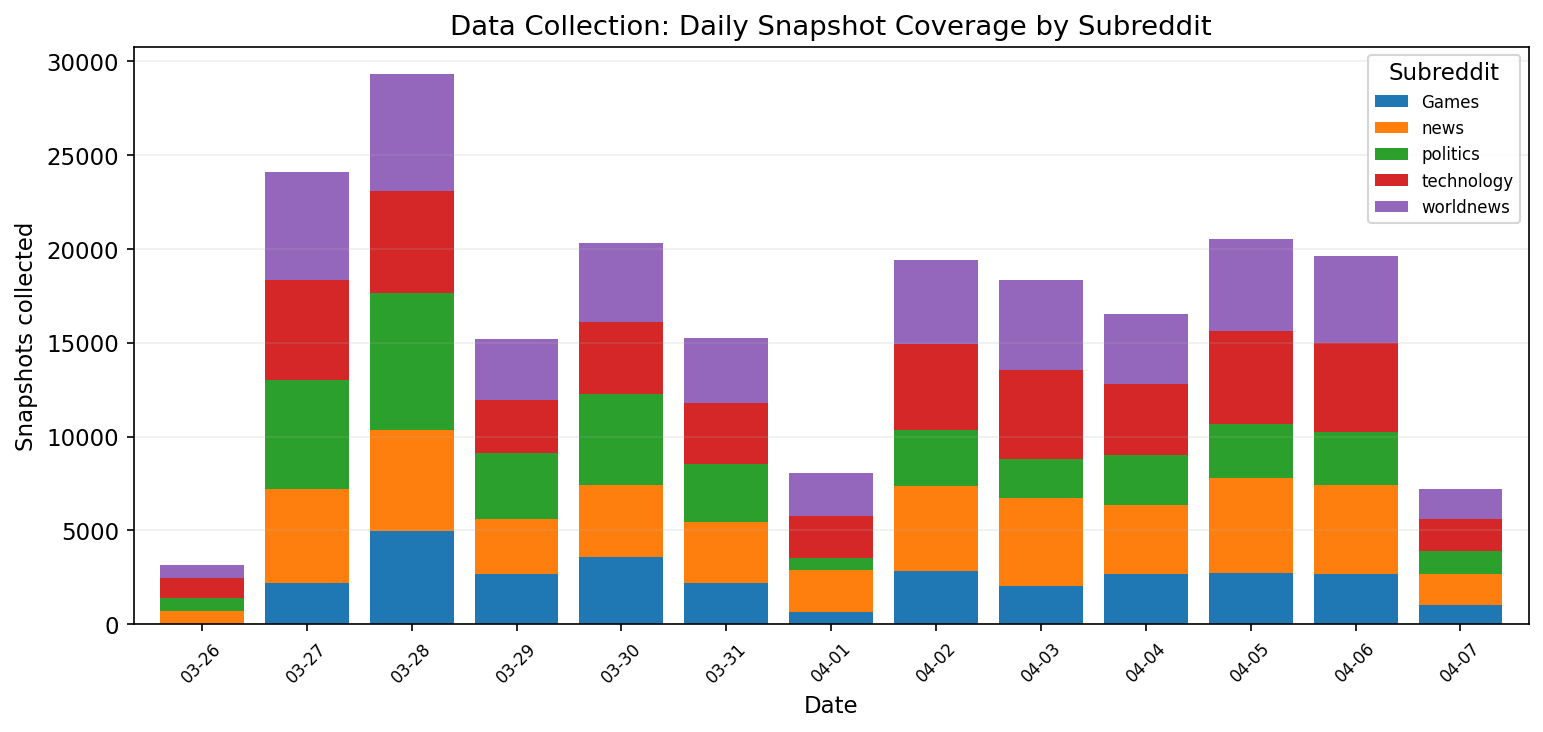 Data Collection: Daily Snapshot Coverage by Subreddit
Snapshots collected
30000
25000
20000
15000
10000
5000
0
Subreddit
Games
news
politics
technology
worldnews
03-26
03-27
03-28
03-29
03-30
03-31
04-01
04-02
04-03
04-04
04-05
04-06
04-07
Date